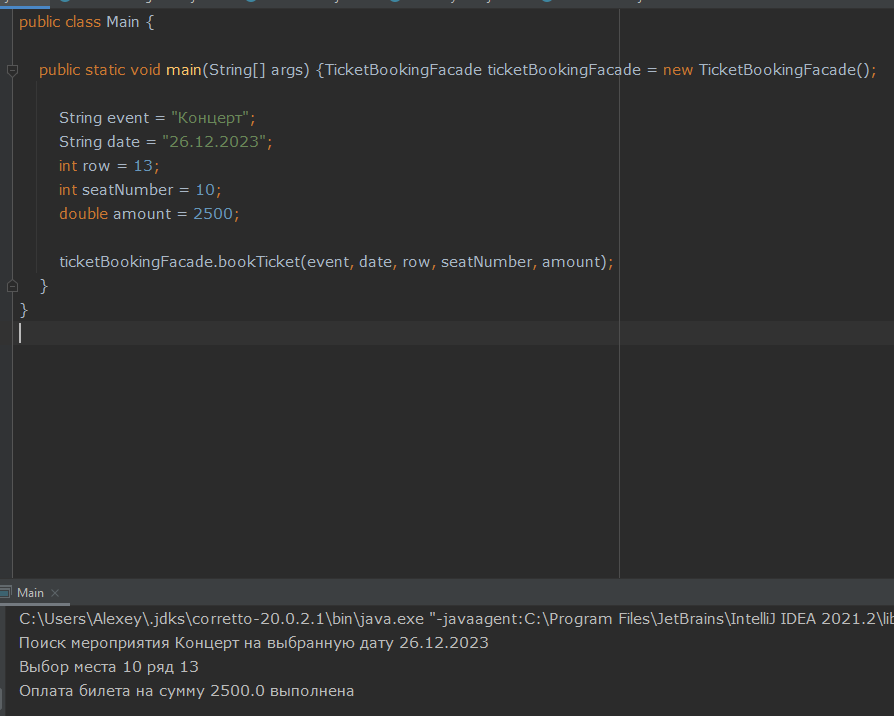 public class Main {
public static void main(String[] args) {TicketBookingFacade ticketBookingFacade = new TicketBookingFacade();
String event = "Концерт";
String date = "26.12.2023";
int row = 13;
int seatNumber = 10;
double amount = 2500;
ticketBookingFacade.bookTicket(event, date, row, seatNumber, amount);
}
}
Main
C:\Users\Alexey\.jdks\corretto-20.0.2.1\bin\java.exe "-javaagent:C:\Program Files\JetBrains\IntelliJ IDEA 2021.2\lib
Поиск мероприятия Концерт на выбранную дату 26.12.2023
Выбор места 10 ряд 13
Оплата билета на сумму 2500.0 выполнена